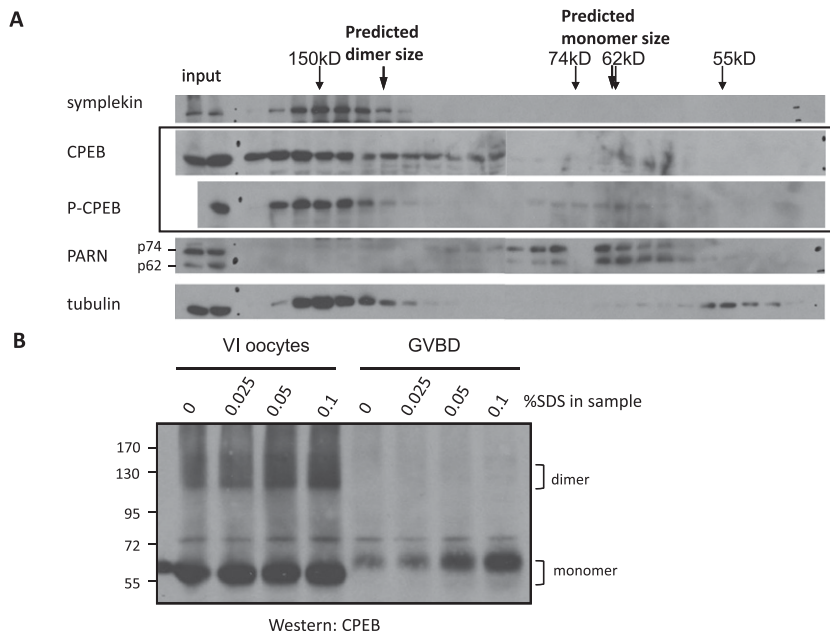 A
Predicted dimer size
Predicted monomer size
150kD
74kD
62kD
55kD
input
symplekin
CPEB
P-CPEB
PARN
p74
p62
tubulin
B
VI oocytes
GVBD
0
0.025
0.05
0.1
0
0.025
0.05
0.1
%SDS in sample
170
130
95
72
55
dimer
monomer
Western: CPEB